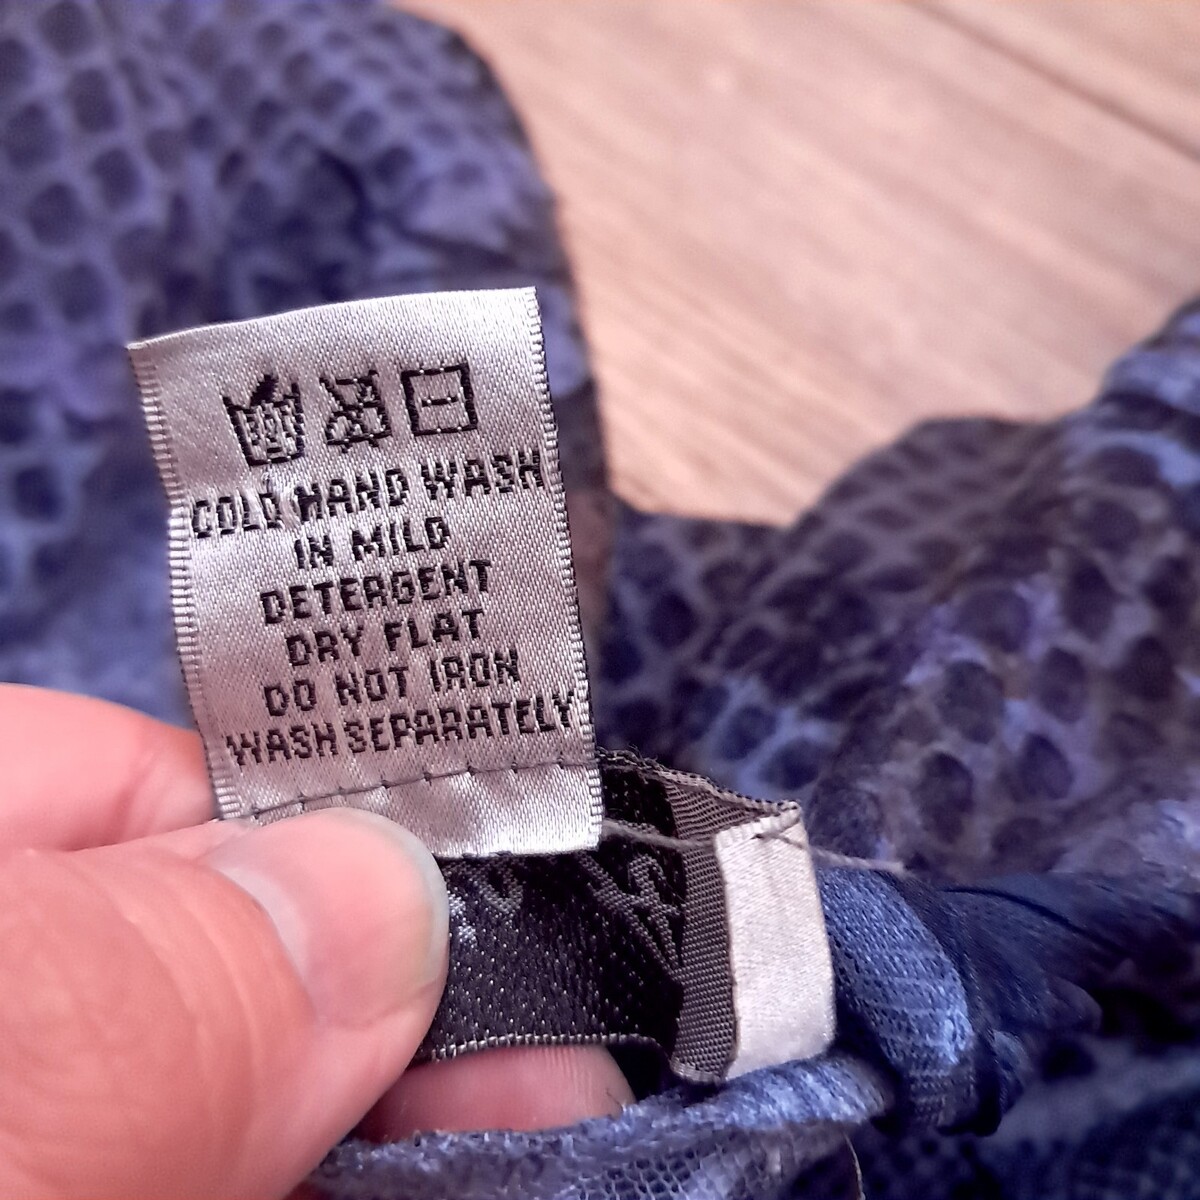 COLD HAND WASH
IN MILD
DETERGENT
DRY FLAT
DO NOT IRON
WASH SEPARATELY